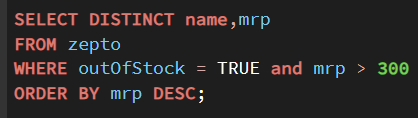 SELECT DISTINCT name,mrp
FROM zepto
WHERE outOfStock = TRUE and mrp > 300
ORDER BY mrp DESC;